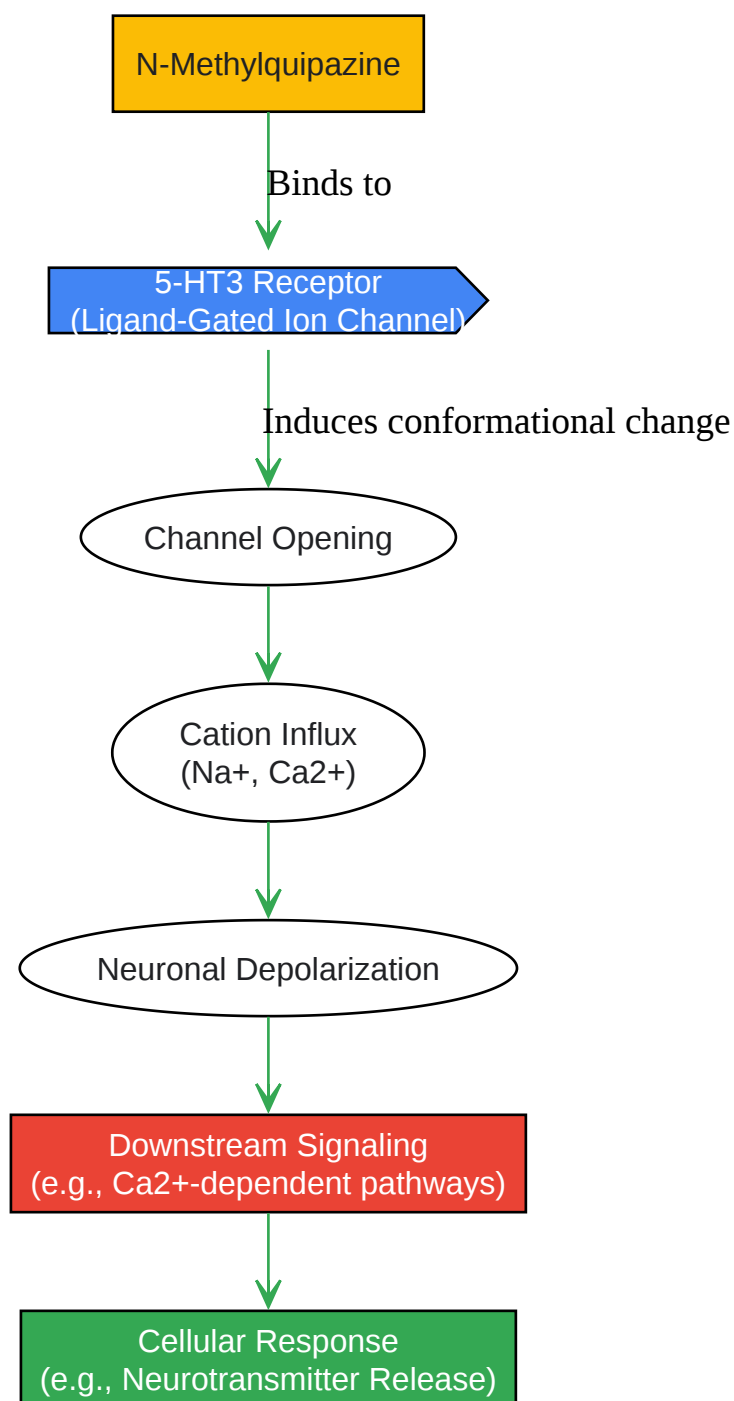 N-Methylquipazine
Binds to
5-HT3 Receptor
(Ligand-Gated Ion Channel)
Induces conformational change
Channel Opening
Cation Influx
(Na+, Ca2+)
Neuronal Depolarization
Downstream Signaling
(e.g., Ca2+-dependent pathways)
Cellular Response
(e.g., Neurotransmitter Release)